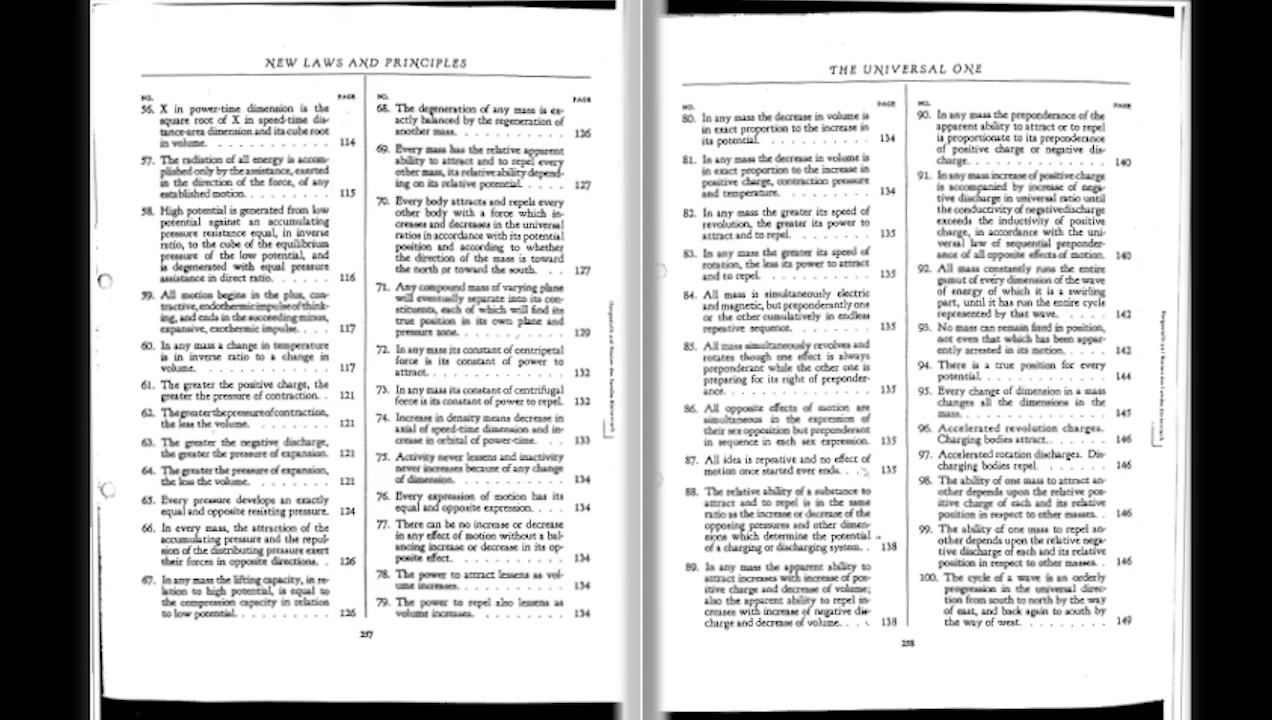 NEW LAWS AND PRINCIPLES
NO. PAGE
56. X in power-time dimension is the
square root of X in speed-time dis-
tance-area dimension and its cube root
in volume. . . . . . . . . . 114
57. The radiation of all energy is accom-
plished only by the assistance, exerted
in the direction of the force, of any
established motion. . . . . . . . 115
58. High potential is generated from low
potential against an accumulating
pressure resistance equal, in inverse
ratio, to the cube of the equilibrium
pressure of the low potential, and
is degenerated with equal pressure
assistance in direct ratio. . . . . . 116
59. All motion begins in the plus, con-
tractive, endothermic impulse of think-
ing, and ends in the succeeding minus,
expansive, exothermic impulse. . . . 117
60. In any mass a change in temperature
is in inverse ratio to a change in
volume. . . . . . . . . . . 117
61. The greater the positive charge, the
greater the pressure of contraction. . 121
62. The greater the pressure of contraction,
the less the volume. . . . . . . 121
63. The greater the negative discharge,
the greater the pressure of expansion. 121
64. The greater the pressure of expansion,
the less the volume. . . . . . . 121
65. Every pressure develops an exactly
equal and opposite resisting pressure. 124
66. In every mass, the attraction of the
accumulating pressure and the repul-
sion of the distributing pressure exert
their forces in opposite directions. . . 126
67. In any mass the lifting capacity, in re-
lation to high potential, is equal to
the compression capacity in relation
to low potential. . . . . . . . . 126
NO. PAGE
68. The degeneration of any mass is ex-
actly balanced by the regeneration of
another mass. . . . . . . . . . 126
69. Every mass has the relative apparent
ability to attract and to repel every
other mass, its relative ability depend-
ing on its relative potential. . . . . 127
70. Every body attracts and repels every
other body with a force which in-
creases and decreases in the universal
ratios in accordance with its potential
position and according to whether
the direction of the mass is toward
the north or toward the south. . . 127
71. Any compound mass of varying plane
will eventually separate into its con-
stituents, each of which will find its
true position in its own plane and
pressure zone. . . . . . . . . 129
72. In any mass its constant of centripetal
force is its constant of power to
attract. . . . . . . . . . . 132
73. In any mass its constant of centrifugal
force is its constant of power to repel. 132
74. Increase in density means decrease in
axial of speed-time dimension and in-
crease in orbital of power-time. . . 133
75. Activity never lessens and inactivity
never increases because of any change
of dimension. . . . . . . . . 134
76. Every expression of motion has its
equal and opposite expression. . . . 134
77. There can be no increase or decrease
in any effect of motion without a bal-
ancing increase or decrease in its op-
posite effect. . . . . . . . . . 134
78. The power to attract lessens as vol-
ume increases. . . . . . . . . 134
79. The power to repel also lessens as
volume increases. . . . . . . . 134
237
THE UNIVERSAL ONE
NO. PAGE
80. In any mass the decrease in volume is
in exact proportion to the increase in
its potential. . . . . . . . . . 134
81. In any mass the decrease in volume is
in exact proportion to the increase in
positive charge, contraction pressure
and temperature. . . . . . . . 134
82. In any mass the greater its speed of
revolution, the greater its power to
attract and to repel. . . . . . . 135
83. In any mass the greater its speed of
rotation, the less its power to attract
and to repel. . . . . . . . . . 135
84. All mass is simultaneously electric
and magnetic, but preponderantly one
or the other cumulatively in endless
repetitive sequence. . . . . . . 135
85. All mass simultaneously revolves and
rotates though one effect is always
preponderant while the other one is
preparing for its right of preponder-
ance. . . . . . . . . . . . 135
86. All opposite effects of motion are
simultaneous in the expression of
their sex opposition but preponderant
in sequence in each sex expression. 135
87. All idea is repetitive and no effect of
motion once started ever ends. . . 135
88. The relative ability of a substance to
attract and to repel is in the same
ratio as the increase or decrease of the
opposing pressures and other dimen-
sions which determine the potential
of a charging or discharging system. . 138
89. In any mass the apparent ability to
attract increases with increase of pos-
itive charge and decrease of volume;
also the apparent ability to repel in-
creases with increase of negative dis-
charge and decrease of volume. . . 138
NO. PAGE
90. In any mass the preponderance of the
apparent ability to attract or to repel
is proportionate to its preponderance
of positive charge or negative dis-
charge. . . . . . . . . . . 140
91. In any mass increase of positive charge
is accompanied by increase of nega-
tive discharge in universal ratio until
the conductivity of negative discharge
exceeds the inductivity of positive
charge, in accordance with the uni-
versal law of sequential preponder-
ance of all opposite effects of motion. 140
92. All mass constantly runs the entire
gamut of every dimension of the wave
of energy of which it is a swirling
part, until it has run the entire cycle
represented by that wave. . . . . 142
93. No mass can remain fixed in position,
not even that which has been appar-
ently arrested in its motion. . . . . 142
94. There is a true position for every
potential. . . . . . . . . . . 144
95. Every change of dimension in a mass
changes all the dimensions in the
mass. . . . . . . . . . . . 145
96. Accelerated revolution charges.
Charging bodies attract. . . . . . 146
97. Accelerated rotation discharges. Dis-
charging bodies repel. . . . . . . 146
98. The ability of one mass to attract an-
other depends upon the relative pos-
itive charge of each and its relative
position in respect to other masses. . 146
99. The ability of one mass to repel an-
other depends upon the relative nega-
tive discharge of each and its relative
position in respect to other masses. . 146
100. The cycle of a wave is an orderly
progression in the universal direc-
tion from south to north by the way
of east, and back again to south by
the way of west. . . . . . . . . 149
238